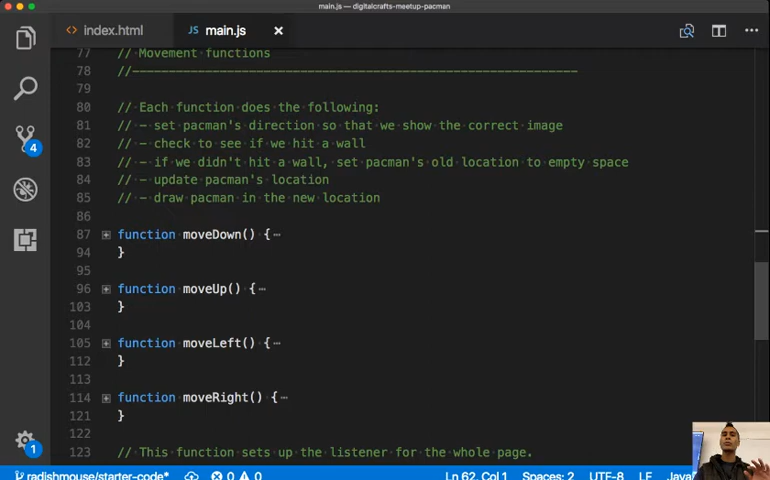 main.js — digitalcrafts-meetup-pacman
<> index.html JS main.js ×
77 // Movement functions
78 //--------------------------------------------------------------
79
80 // Each function does the following:
81 // - set pacman's direction so that we show the correct image
82 // - check to see if we hit a wall
83 // - if we didn't hit a wall, set pacman's old location to empty space
84 // - update pacman's location
85 // - draw pacman in the new location
86
87 function moveDown() {⋯
94 }
95
96 function moveUp() {⋯
103 }
104
105 function moveLeft() {⋯
112 }
113
114 function moveRight() {⋯
121 }
122
123 // This function sets up the listener for the whole page.
4
1
radishmouse/starter-code* 0 0 Ln 62, Col 1 Spaces: 2 UTF-8 LF Java